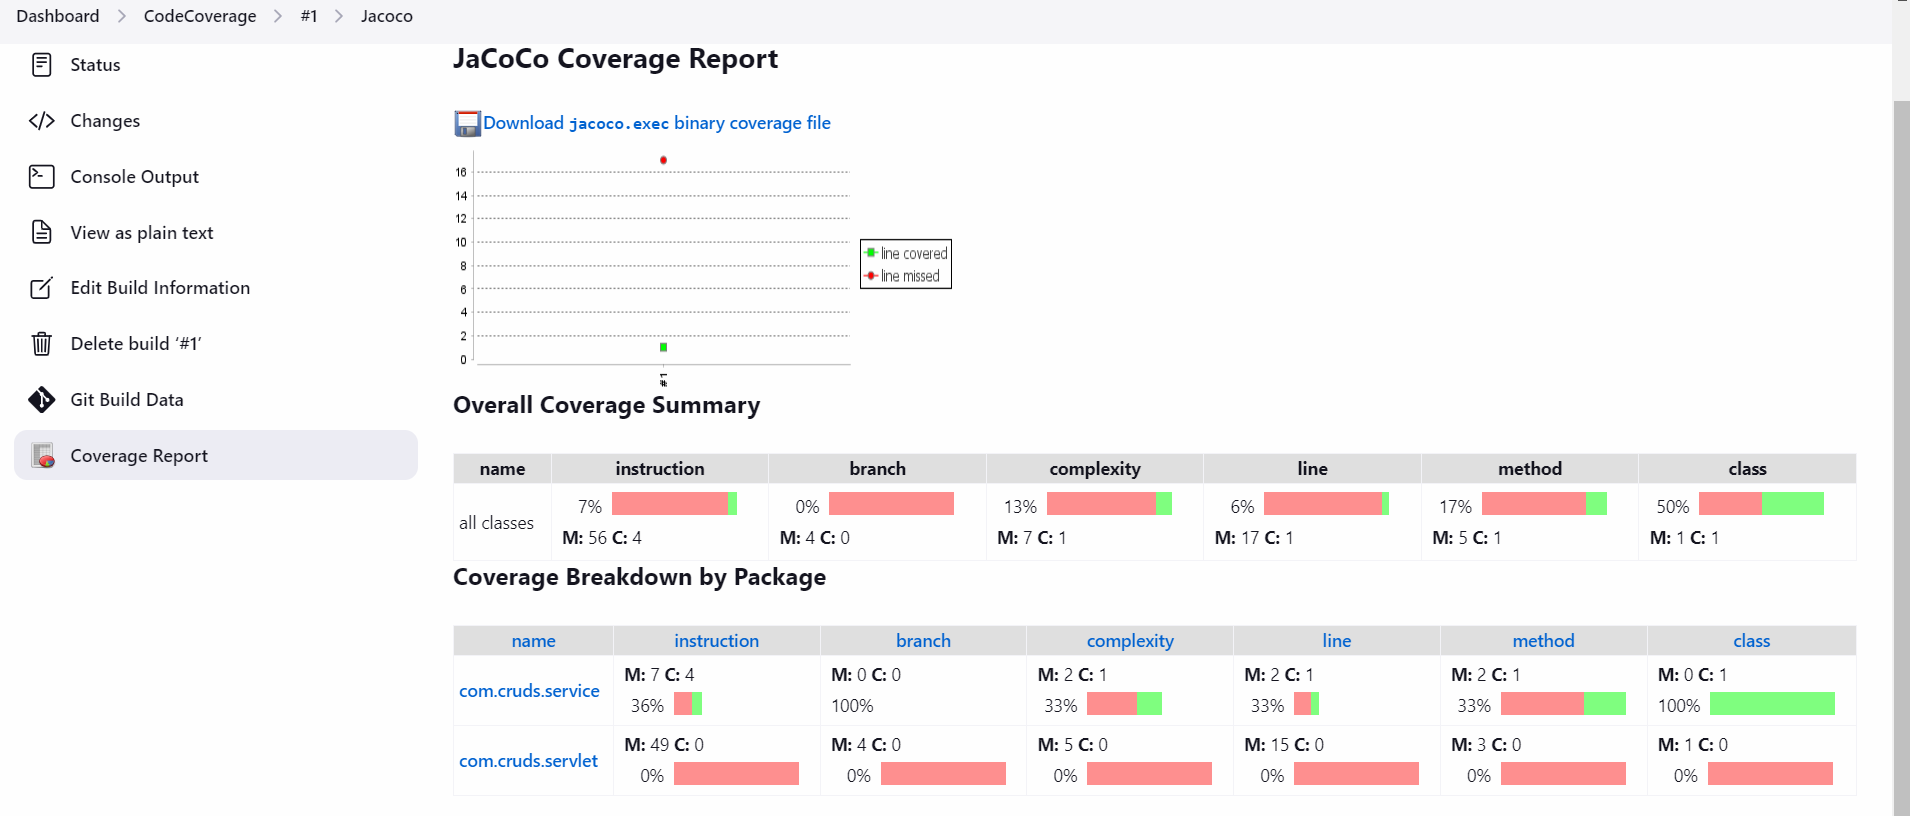 Dashboard > CodeCoverage > #1 > Jacoco
Status
Changes
Console Output
View as plain text
Edit Build Information
Delete build ‘#1’
Git Build Data
Coverage Report
JaCoCo Coverage Report
Download jacoco.exec binary coverage file
16
14
12
10
8
6
4
2
0
#1
line covered
line missed
Overall Coverage Summary
name instruction branch complexity line method class
all classes
7% 0% 13% 6% 17% 50%
M: 56 C: 4 M: 4 C: 0 M: 7 C: 1 M: 17 C: 1 M: 5 C: 1 M: 1 C: 1
Coverage Breakdown by Package
name instruction branch complexity line method class
com.cruds.service
M: 7 C: 4 M: 0 C: 0 M: 2 C: 1 M: 2 C: 1 M: 2 C: 1 M: 0 C: 1
36% 100% 33% 33% 33% 100%
com.cruds.servlet
M: 49 C: 0 M: 4 C: 0 M: 5 C: 0 M: 15 C: 0 M: 3 C: 0 M: 1 C: 0
0% 0% 0% 0% 0% 0%